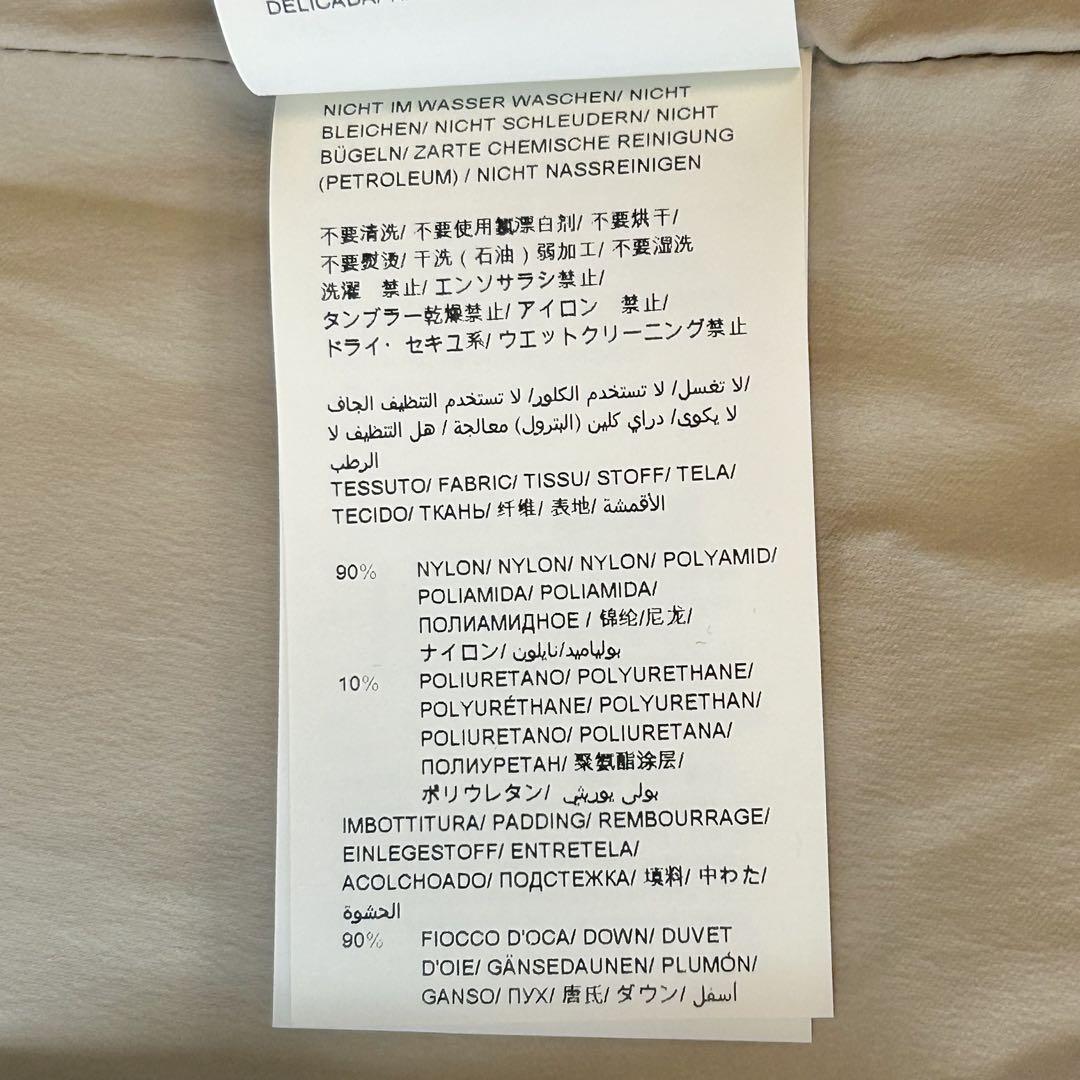 DELICADA/
NICHT IM WASSER WASCHEN/ NICHT
BLEICHEN/ NICHT SCHLEUDERN/ NICHT
BÜGELN/ ZARTE CHEMISCHE REINIGUNG
(PETROLEUM) / NICHT NASSREINIGEN
不要清洗/ 不要使用氯漂白剂/ 不要烘干/
不要熨烫/ 干洗（石油）弱加工/ 不要湿洗
洗濯　禁止/ エンソサラシ禁止/
タンブラー乾燥禁止/ アイロン　禁止/
ドライ・セキユ系/ ウエットクリーニング禁止
لا تغسل/ لا تستخدم الكلور/ لا تستخدم التنظيف الجاف/
لا يكوى/ دراي كلين (البترول) معالجة / هل التنظيف لا
الرطب
TESSUTO/ FABRIC/ TISSU/ STOFF/ TELA/
TECIDO/ ТКАНЬ/ 纤维/ 表地/ الأقمشة
90% NYLON/ NYLON/ NYLON/ POLYAMID/
POLIAMIDA/ POLIAMIDA/
ПОЛИАМИДНОЕ / 锦纶/尼龙/
ナイロン/ بولياميد/نايلون
10% POLIURETANO/ POLYURETHANE/
POLYURÉTHANE/ POLYURETHAN/
POLIURETANO/ POLIURETANA/
ПОЛИУРЕТАН/ 聚氨酯涂层/
ポリウレタン/ بولي يوريثي
IMBOTTITURA/ PADDING/ REMBOURRAGE/
EINLEGESTOFF/ ENTRETELA/
ACOLCHOADO/ ПОДСТЕЖКА/ 填料/ 中わた/
الحشوة
90% FIOCCO D'OCA/ DOWN/ DUVET
D'OIE/ GÄNSEDAUNEN/ PLUMÓN/
GANSO/ ПУХ/ 唐氏/ ダウン/ أسفل